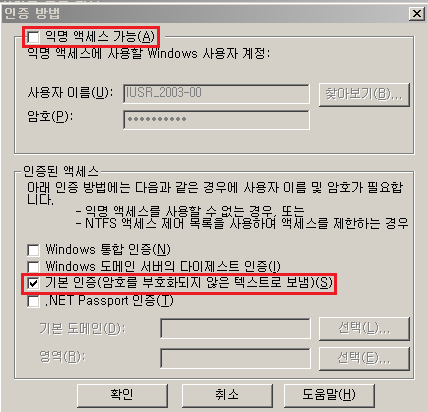 인증 방법
익명 액세스 가능(A)
익명 액세스에 사용할 Windows 사용자 계정:
사용자 이름(U): IUSR_2003-00 찾아보기(B)...
암호(P): ••••••••••
인증된 액세스
아래 인증 방법에는 다음과 같은 경우에 사용자 이름 및 암호가 필요합
니다.
- 익명 액세스를 사용할 수 없는 경우, 또는
- NTFS 액세스 제어 목록을 사용하여 액세스를 제한하는 경우
Windows 통합 인증(N)
Windows 도메인 서버의 다이제스트 인증(I)
기본 인증(암호를 부호화되지 않은 텍스트로 보냄)(S)
.NET Passport 인증(T)
기본 도메인(D): 선택(L)...
영역(R): 선택(E)...
확인 취소 도움말(H)